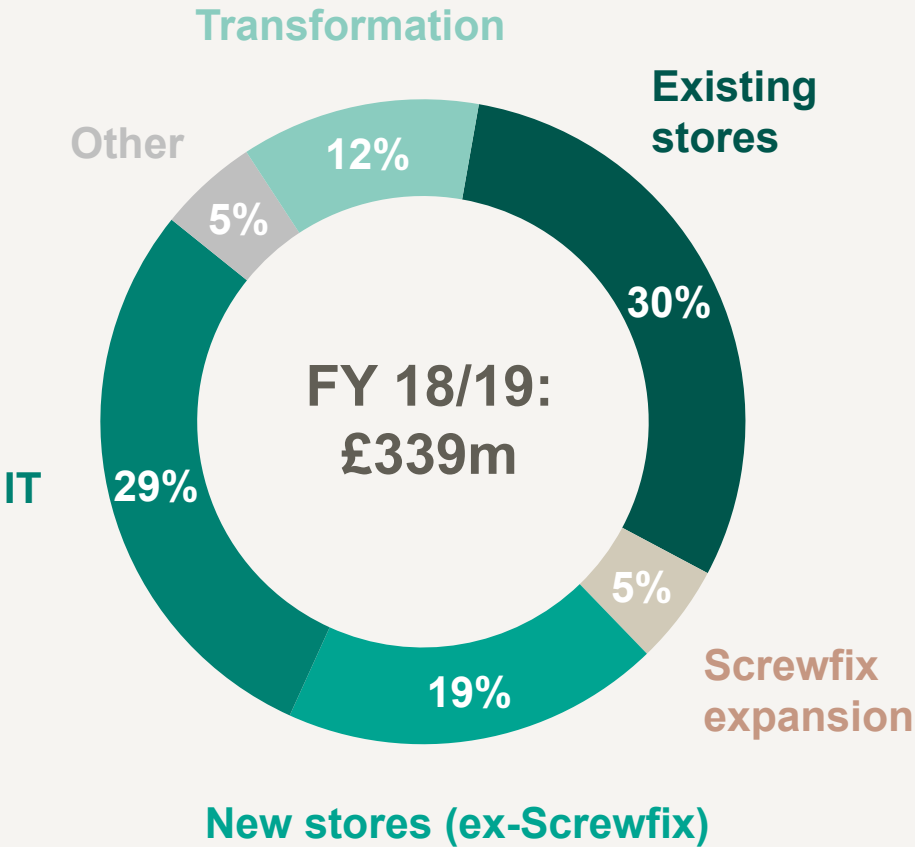 Transformation
Existing
stores
Other
12%
5%
30%
FY 18/19:
£339m
IT
29%
5%
19%
Screwfix
expansion
New stores (ex-Screwfix)